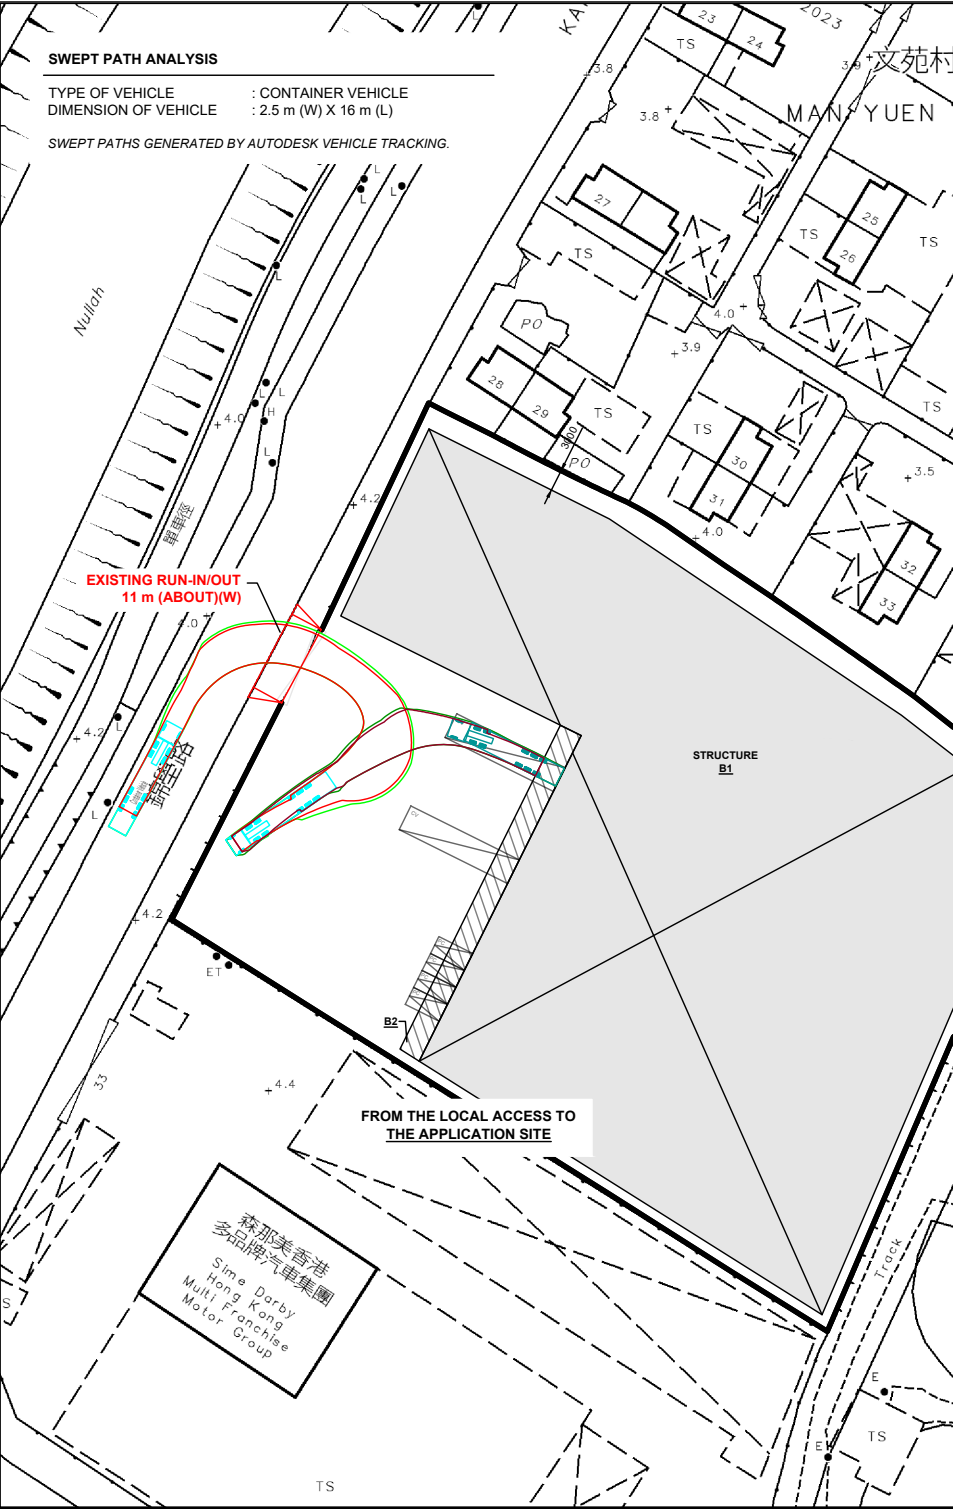 SWEPT PATH ANALYSIS
TYPE OF VEHICLE : CONTAINER VEHICLE
DIMENSION OF VEHICLE : 2.5 m (W) X 16 m (L)
SWEPT PATHS GENERATED BY AUTODESK VEHICLE TRACKING.
KA
23
24
TS
2023
3.8
3.9
文苑村
3.8
MAN YUEN
L
L
L
L
27
TS
25
26
TS
TS
L
Nullah
PO
4.0
3.9
28
29
TS
L
L
H
4.0
L
TS
TS
30
31
3000
PO
3.5
4.2
4.0
32
33
EXISTING RUN-IN/OUT
11 m (ABOUT)(W)
4.0
L
4.2
錦壆路
L
STRUCTURE
B1
4.2
ET
B2
33
4.4
FROM THE LOCAL ACCESS TO
THE APPLICATION SITE
森那美香港
多品牌汽車集團
Sime Darby
Hong Kong
Multi Franchise
Motor Group
Track
S
E
E
TS
TS